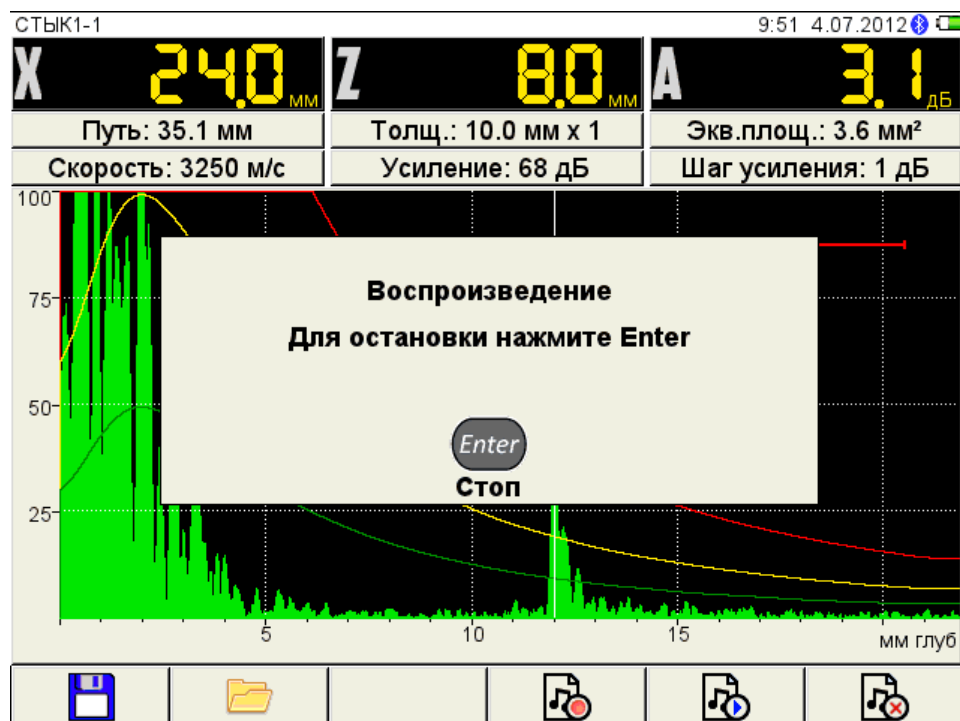 СТЫК1-1
9:51 4.07.2012
X 24.0 мм
Z 8.0 мм
A 3.1 дБ
Путь: 35.1 мм
Толщ.: 10.0 мм x 1
Экв.площ.: 3.6 мм²
Скорость: 3250 м/с
Усиление: 68 дБ
Шаг усиления: 1 дБ
100
75
50
25
Воспроизведение
Для остановки нажмите Enter
Enter
Стоп
5
10
15
мм глуб